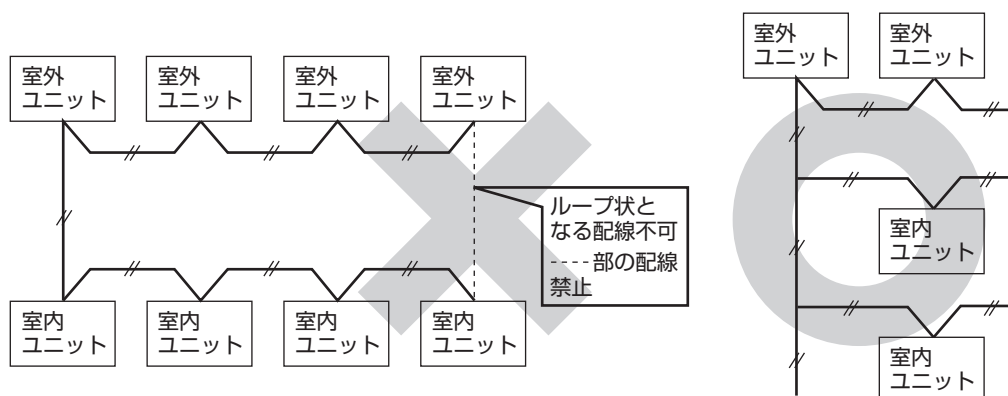 室外
ユニット
室外
ユニット
室外
ユニット
室外
ユニット
ループ状と
なる配線不可
-----部の配線
禁止
室内
ユニット
室内
ユニット
室内
ユニット
室内
ユニット
室外
ユニット
室外
ユニット
室内
ユニット
室内
ユニット